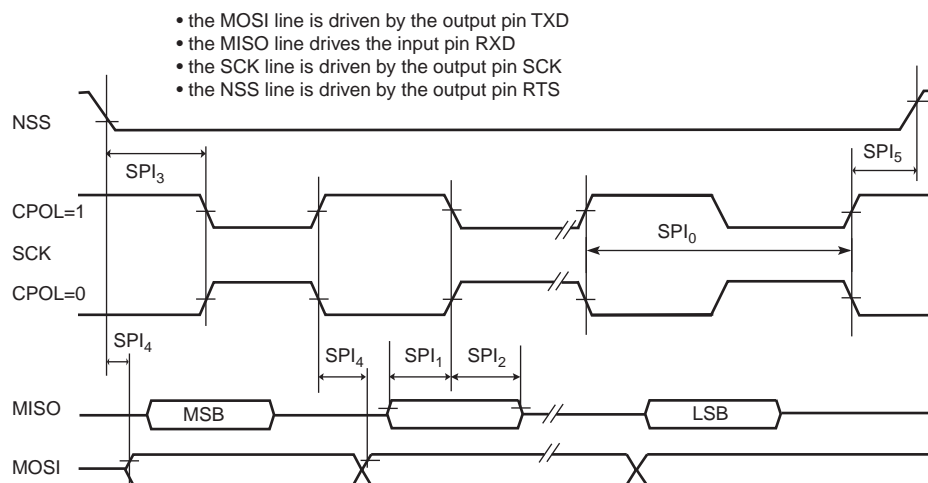 • the MOSI line is driven by the output pin TXD
• the MISO line drives the input pin RXD
• the SCK line is driven by the output pin SCK
• the NSS line is driven by the output pin RTS
NSS
SPI3
SPI5
CPOL=1
SCK
SPI0
CPOL=0
SPI4
SPI4
SPI1
SPI2
MISO
MSB
LSB
MOSI